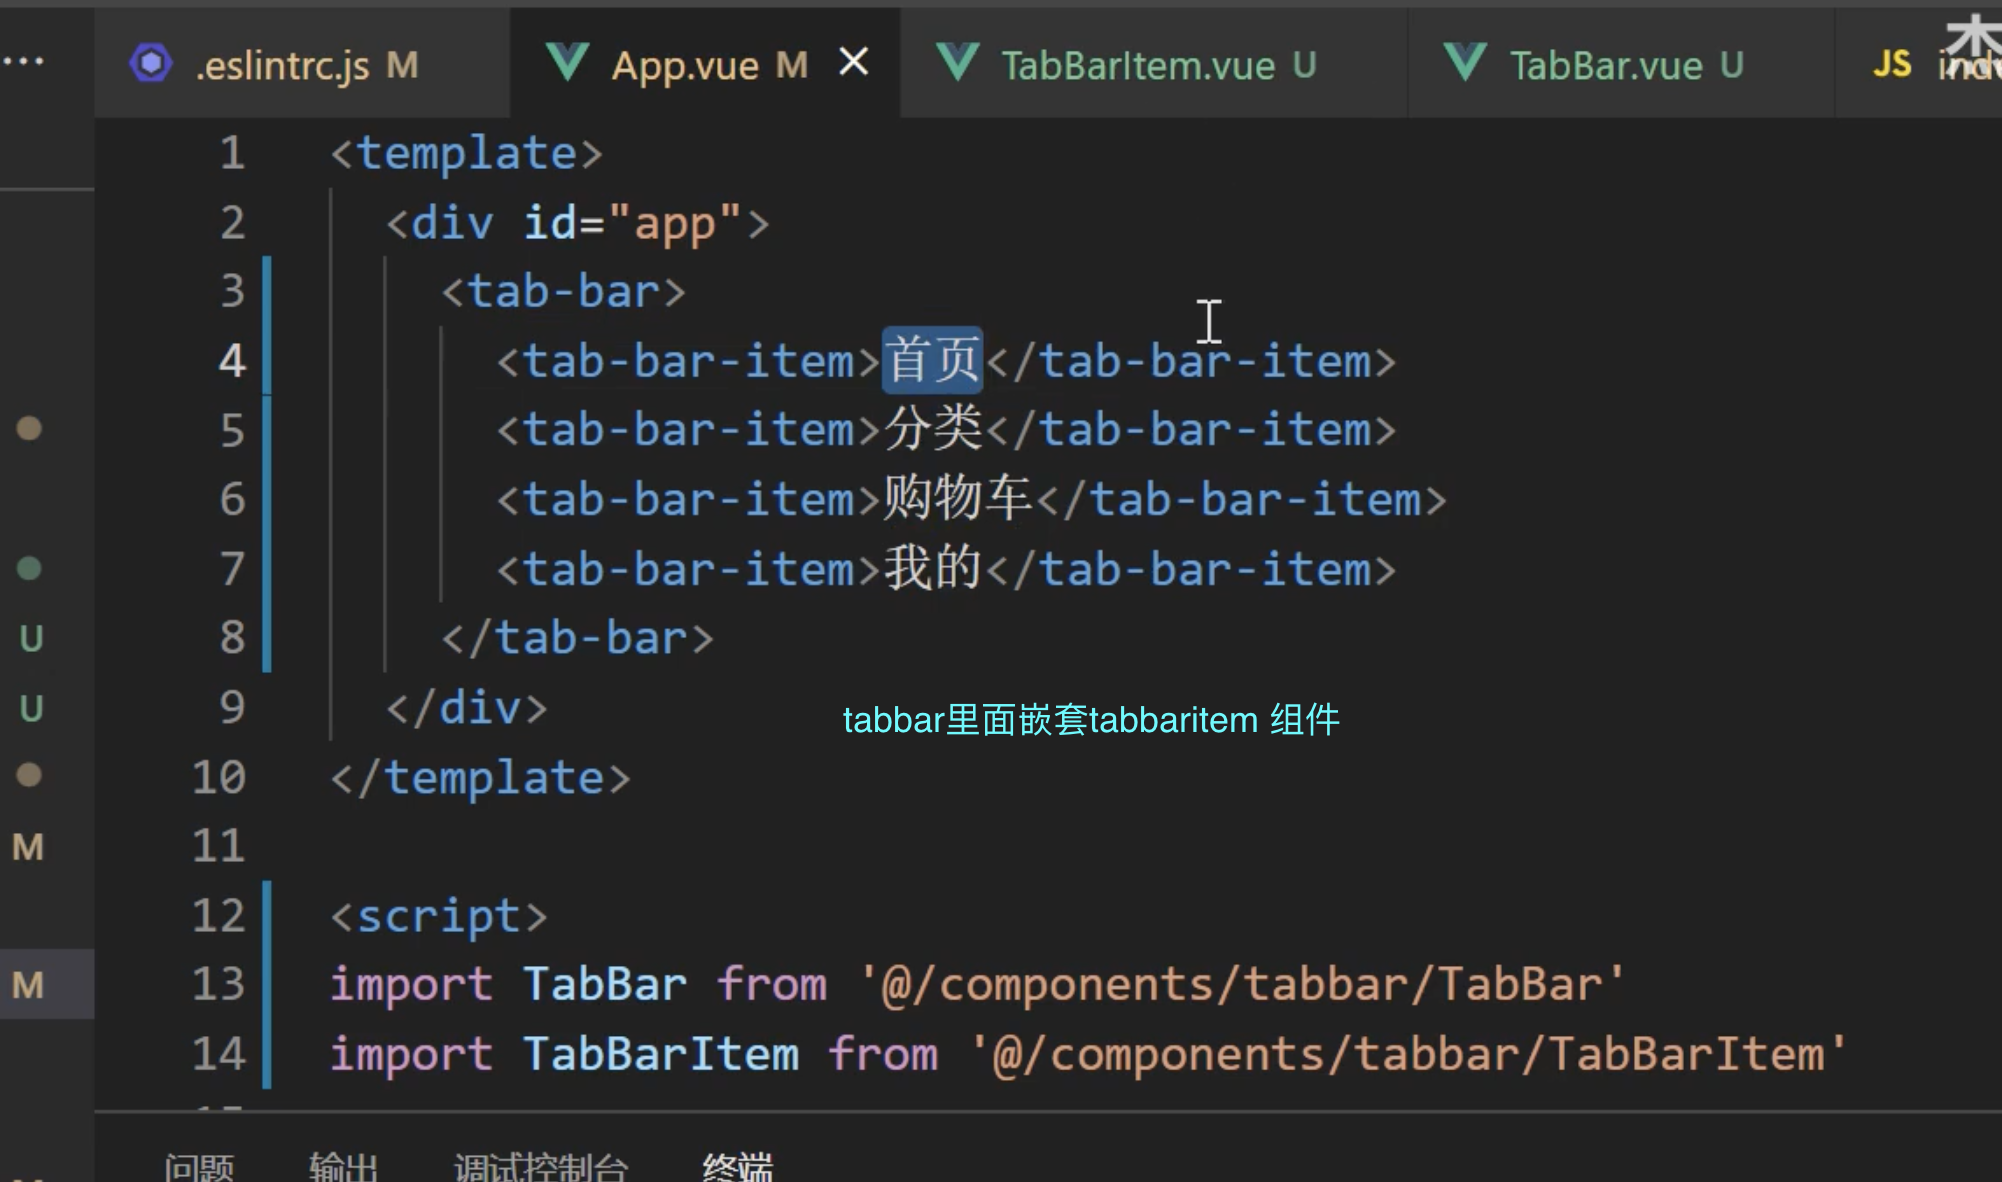 .eslintrc.js M
App.vue M
TabBarItem.vue U
TabBar.vue U
JS
1 <template>
2 <div id="app">
3 <tab-bar>
4 <tab-bar-item>首页</tab-bar-item>
5 <tab-bar-item>分类</tab-bar-item>
6 <tab-bar-item>购物车</tab-bar-item>
7 <tab-bar-item>我的</tab-bar-item>
U
8 </tab-bar>
U
9 </div>
tabbar里面嵌套tabbaritem 组件
10 </template>
M
11
12 <script>
M
13 import TabBar from '@/components/tabbar/TabBar'
14 import TabBarItem from '@/components/tabbar/TabBarItem'
问题 输出 调试控制台 终端